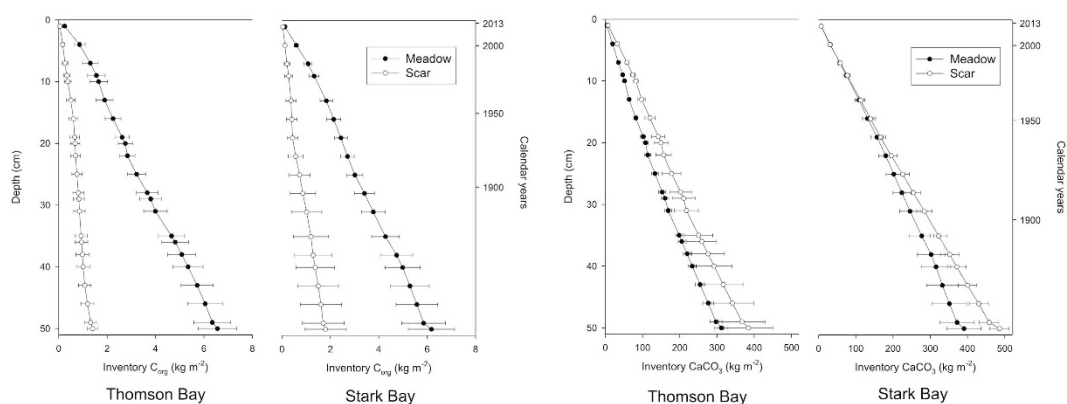 0
10
20
30
40
50
Depth (cm)
0 2 4 6 8
Inventory Corg (kg m-2)
Thomson Bay
Meadow
Scar
2013
2000
1950
1900
Calendar years
0 2 4 6 8
Inventory Corg (kg m-2)
Stark Bay
0
10
20
30
40
50
Depth (cm)
0 100 200 300 400 500
Inventory CaCO3 (kg m-2)
Thomson Bay
Meadow
Scar
2013
2000
1950
1900
Calendar years
0 100 200 300 400 500
Inventory CaCO3 (kg m-2)
Stark Bay